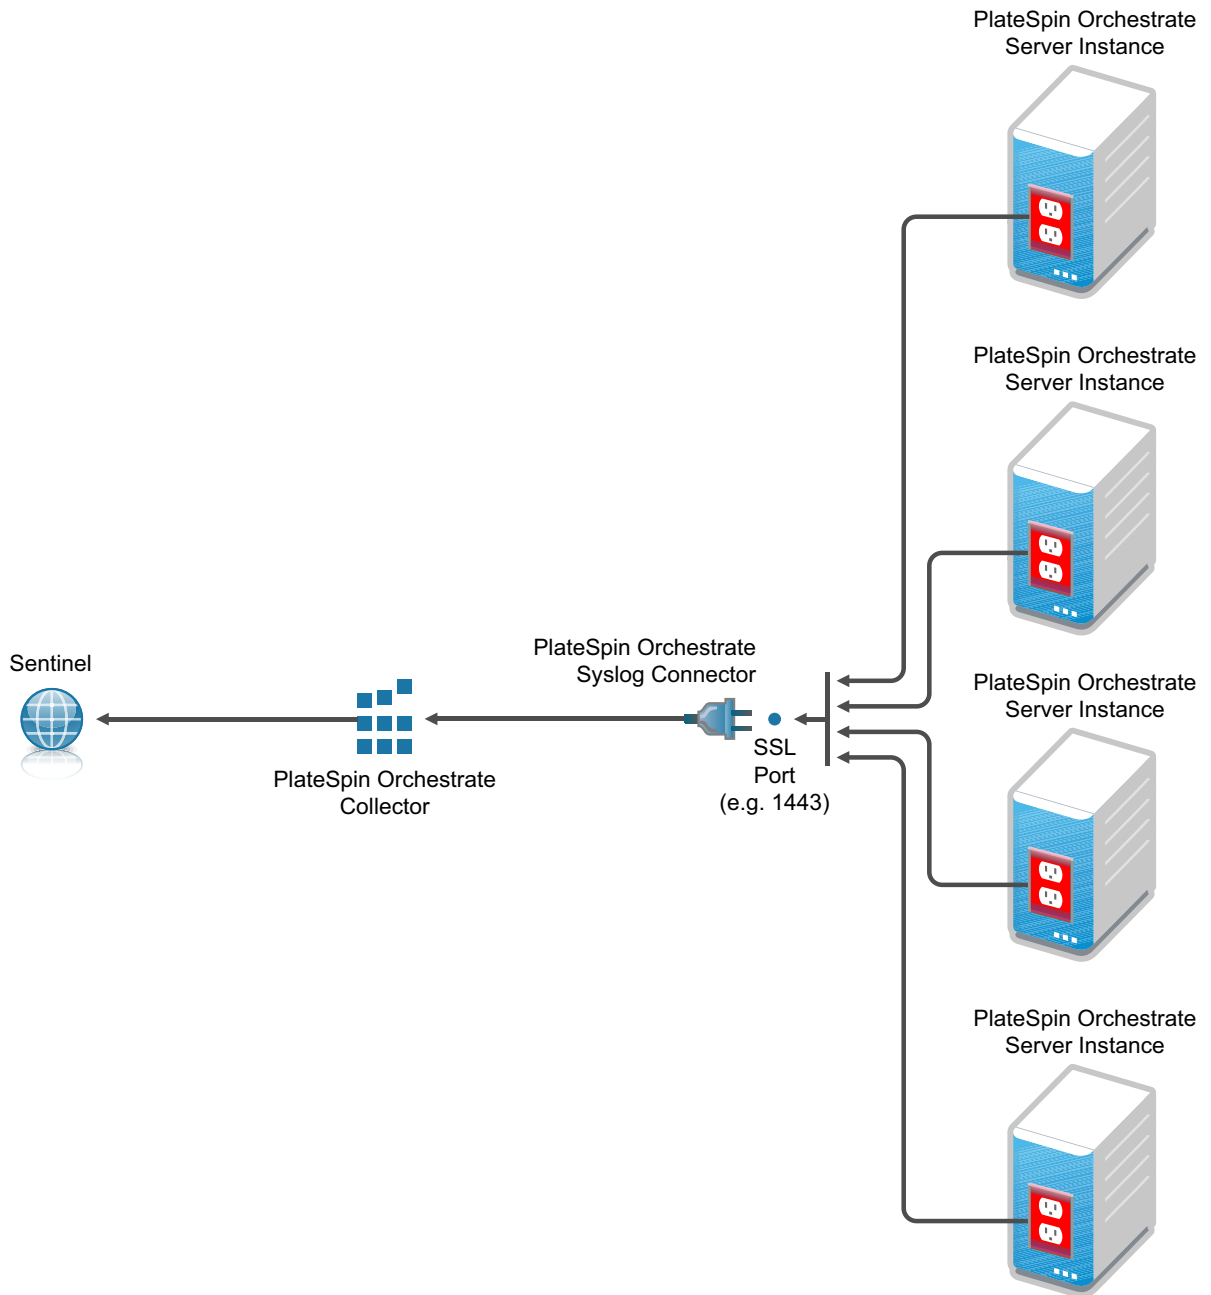 PlateSpin Orchestrate
Server Instance
PlateSpin Orchestrate
Server Instance
PlateSpin Orchestrate
Syslog Connector
Sentinel
PlateSpin Orchestrate
Server Instance
SSL
Port
(e.g. 1443)
PlateSpin Orchestrate
Collector
PlateSpin Orchestrate
Server Instance